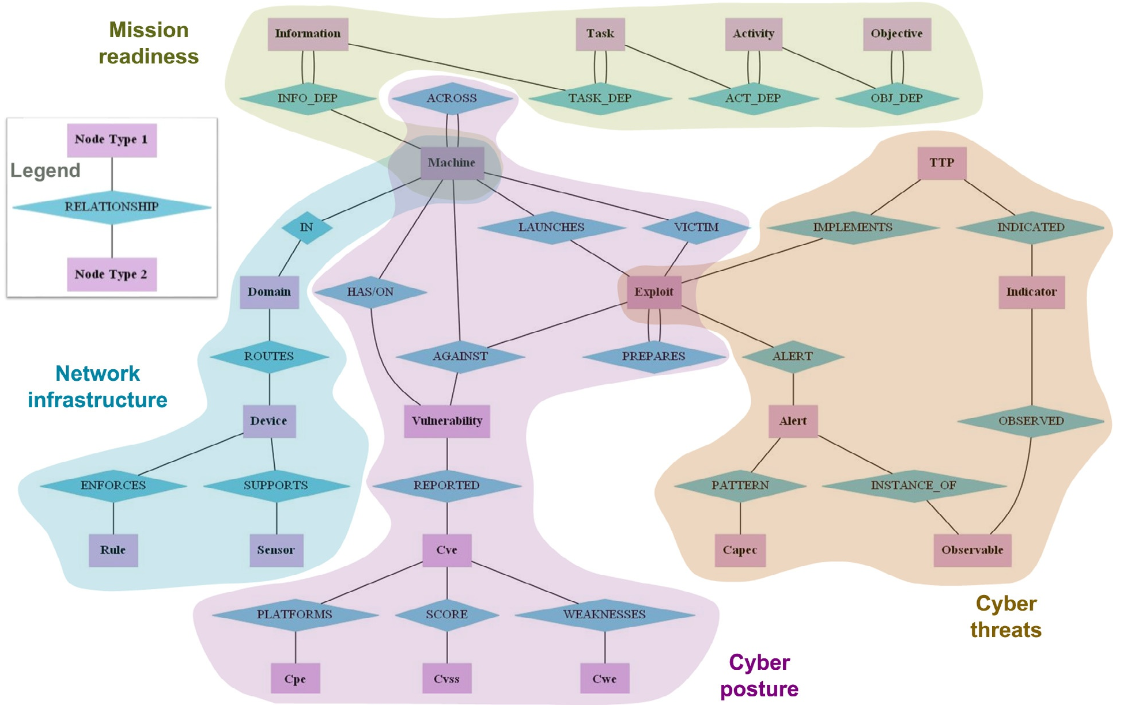 Mission
readiness
Information
Task
Activity
Objective
INFO_DEP
ACROSS
TASK_DEP
ACT_DEP
OBJ_DEP
Legend
Node Type 1
RELATIONSHIP
Node Type 2
Machine
TTP
IN
LAUNCHES
VICTIM
IMPLEMENTS
INDICATED
Domain
HAS/ON
Exploit
Indicator
ROUTES
AGAINST
PREPARES
ALERT
Network
infrastructure
Device
Vulnerability
Alert
OBSERVED
ENFORCES
SUPPORTS
REPORTED
PATTERN
INSTANCE_OF
Rule
Sensor
Cve
Capec
Observable
PLATFORMS
SCORE
WEAKNESSES
Cyber
threats
Cpe
Cvss
Cwe
Cyber
posture